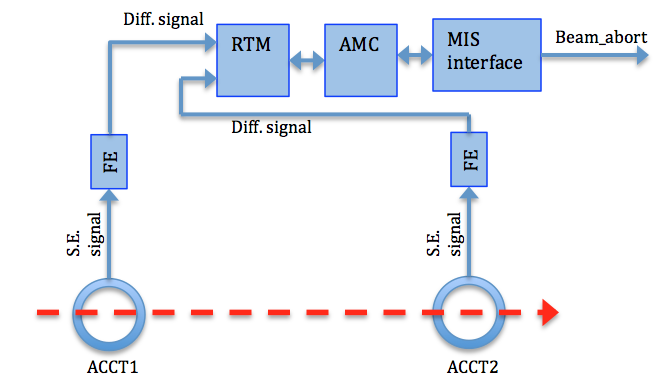 Diff. signal
RTM
AMC
MIS
interface
Beam_abort
Diff. signal
FE
FE
S.E.
signal
S.E.
signal
ACCT1
ACCT2